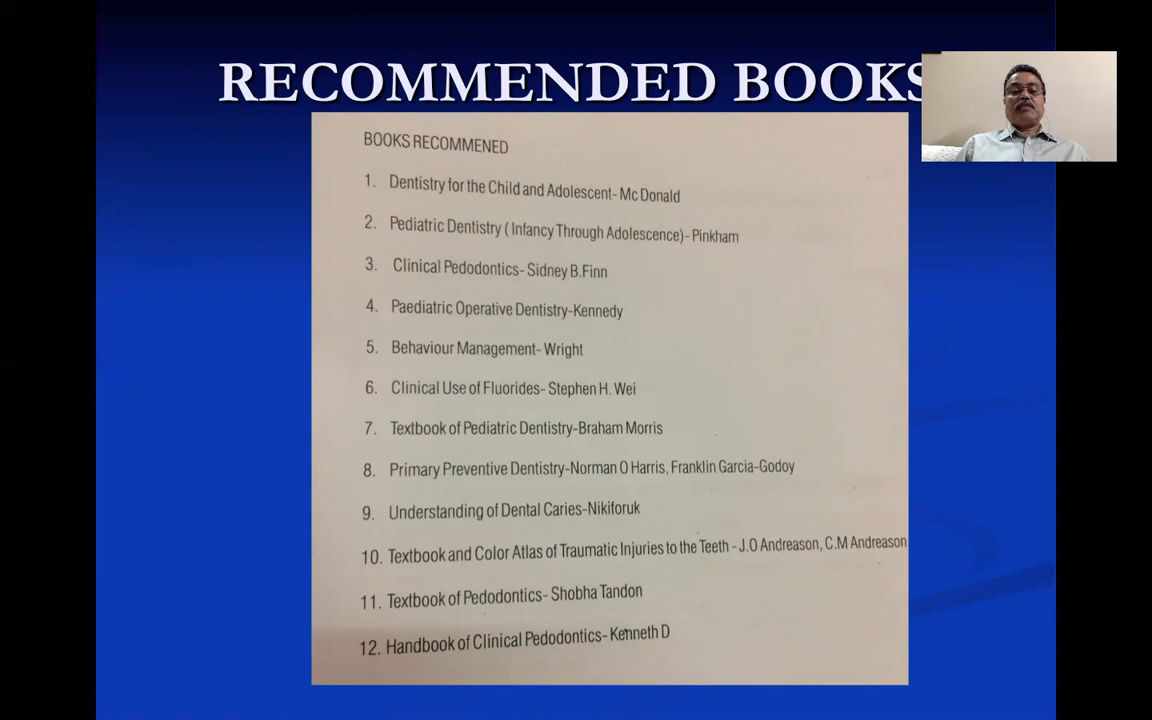 RECOMMENDED BOOKS
BOOKS RECOMMENED
1. Dentistry for the Child and Adolescent- Mc Donald
2. Pediatric Dentistry ( Infancy Through Adolescence)- Pinkham
3. Clinical Pedodontics- Sidney B.Finn
4. Paediatric Operative Dentistry-Kennedy
5. Behaviour Management- Wright
6. Clinical Use of Fluorides- Stephen H. Wei
7. Textbook of Pediatric Dentistry-Braham Morris
8. Primary Preventive Dentistry-Norman O Harris, Franklin Garcia-Godoy
9. Understanding of Dental Caries-Nikiforuk
10. Textbook and Color Atlas of Traumatic Injuries to the Teeth - J.O Andreason, C.M Andreason
11. Textbook of Pedodontics- Shobha Tandon
12. Handbook of Clinical Pedodontics- Kenneth D